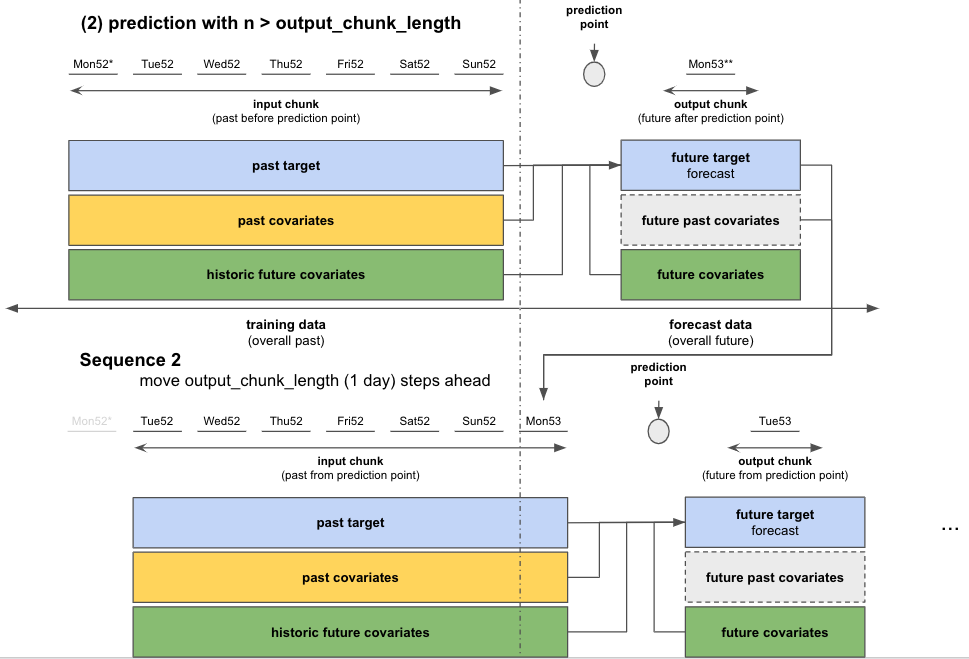 (2) prediction with n > output_chunk_length
prediction
point
Mon52* Tue52 Wed52 Thu52 Fri52 Sat52 Sun52 Mon53**
input chunk
(past before prediction point)
output chunk
(future after prediction point)
past target
future target
forecast
past covariates
future past covariates
historic future covariates
future covariates
training data
(overall past)
forecast data
(overall future)
Sequence 2
move output_chunk_length (1 day) steps ahead
prediction
point
Mon52* Tue52 Wed52 Thu52 Fri52 Sat52 Sun52 Mon53 Tue53
input chunk
(past from prediction point)
output chunk
(future from prediction point)
past target
future target
forecast
...
past covariates
future past covariates
historic future covariates
future covariates